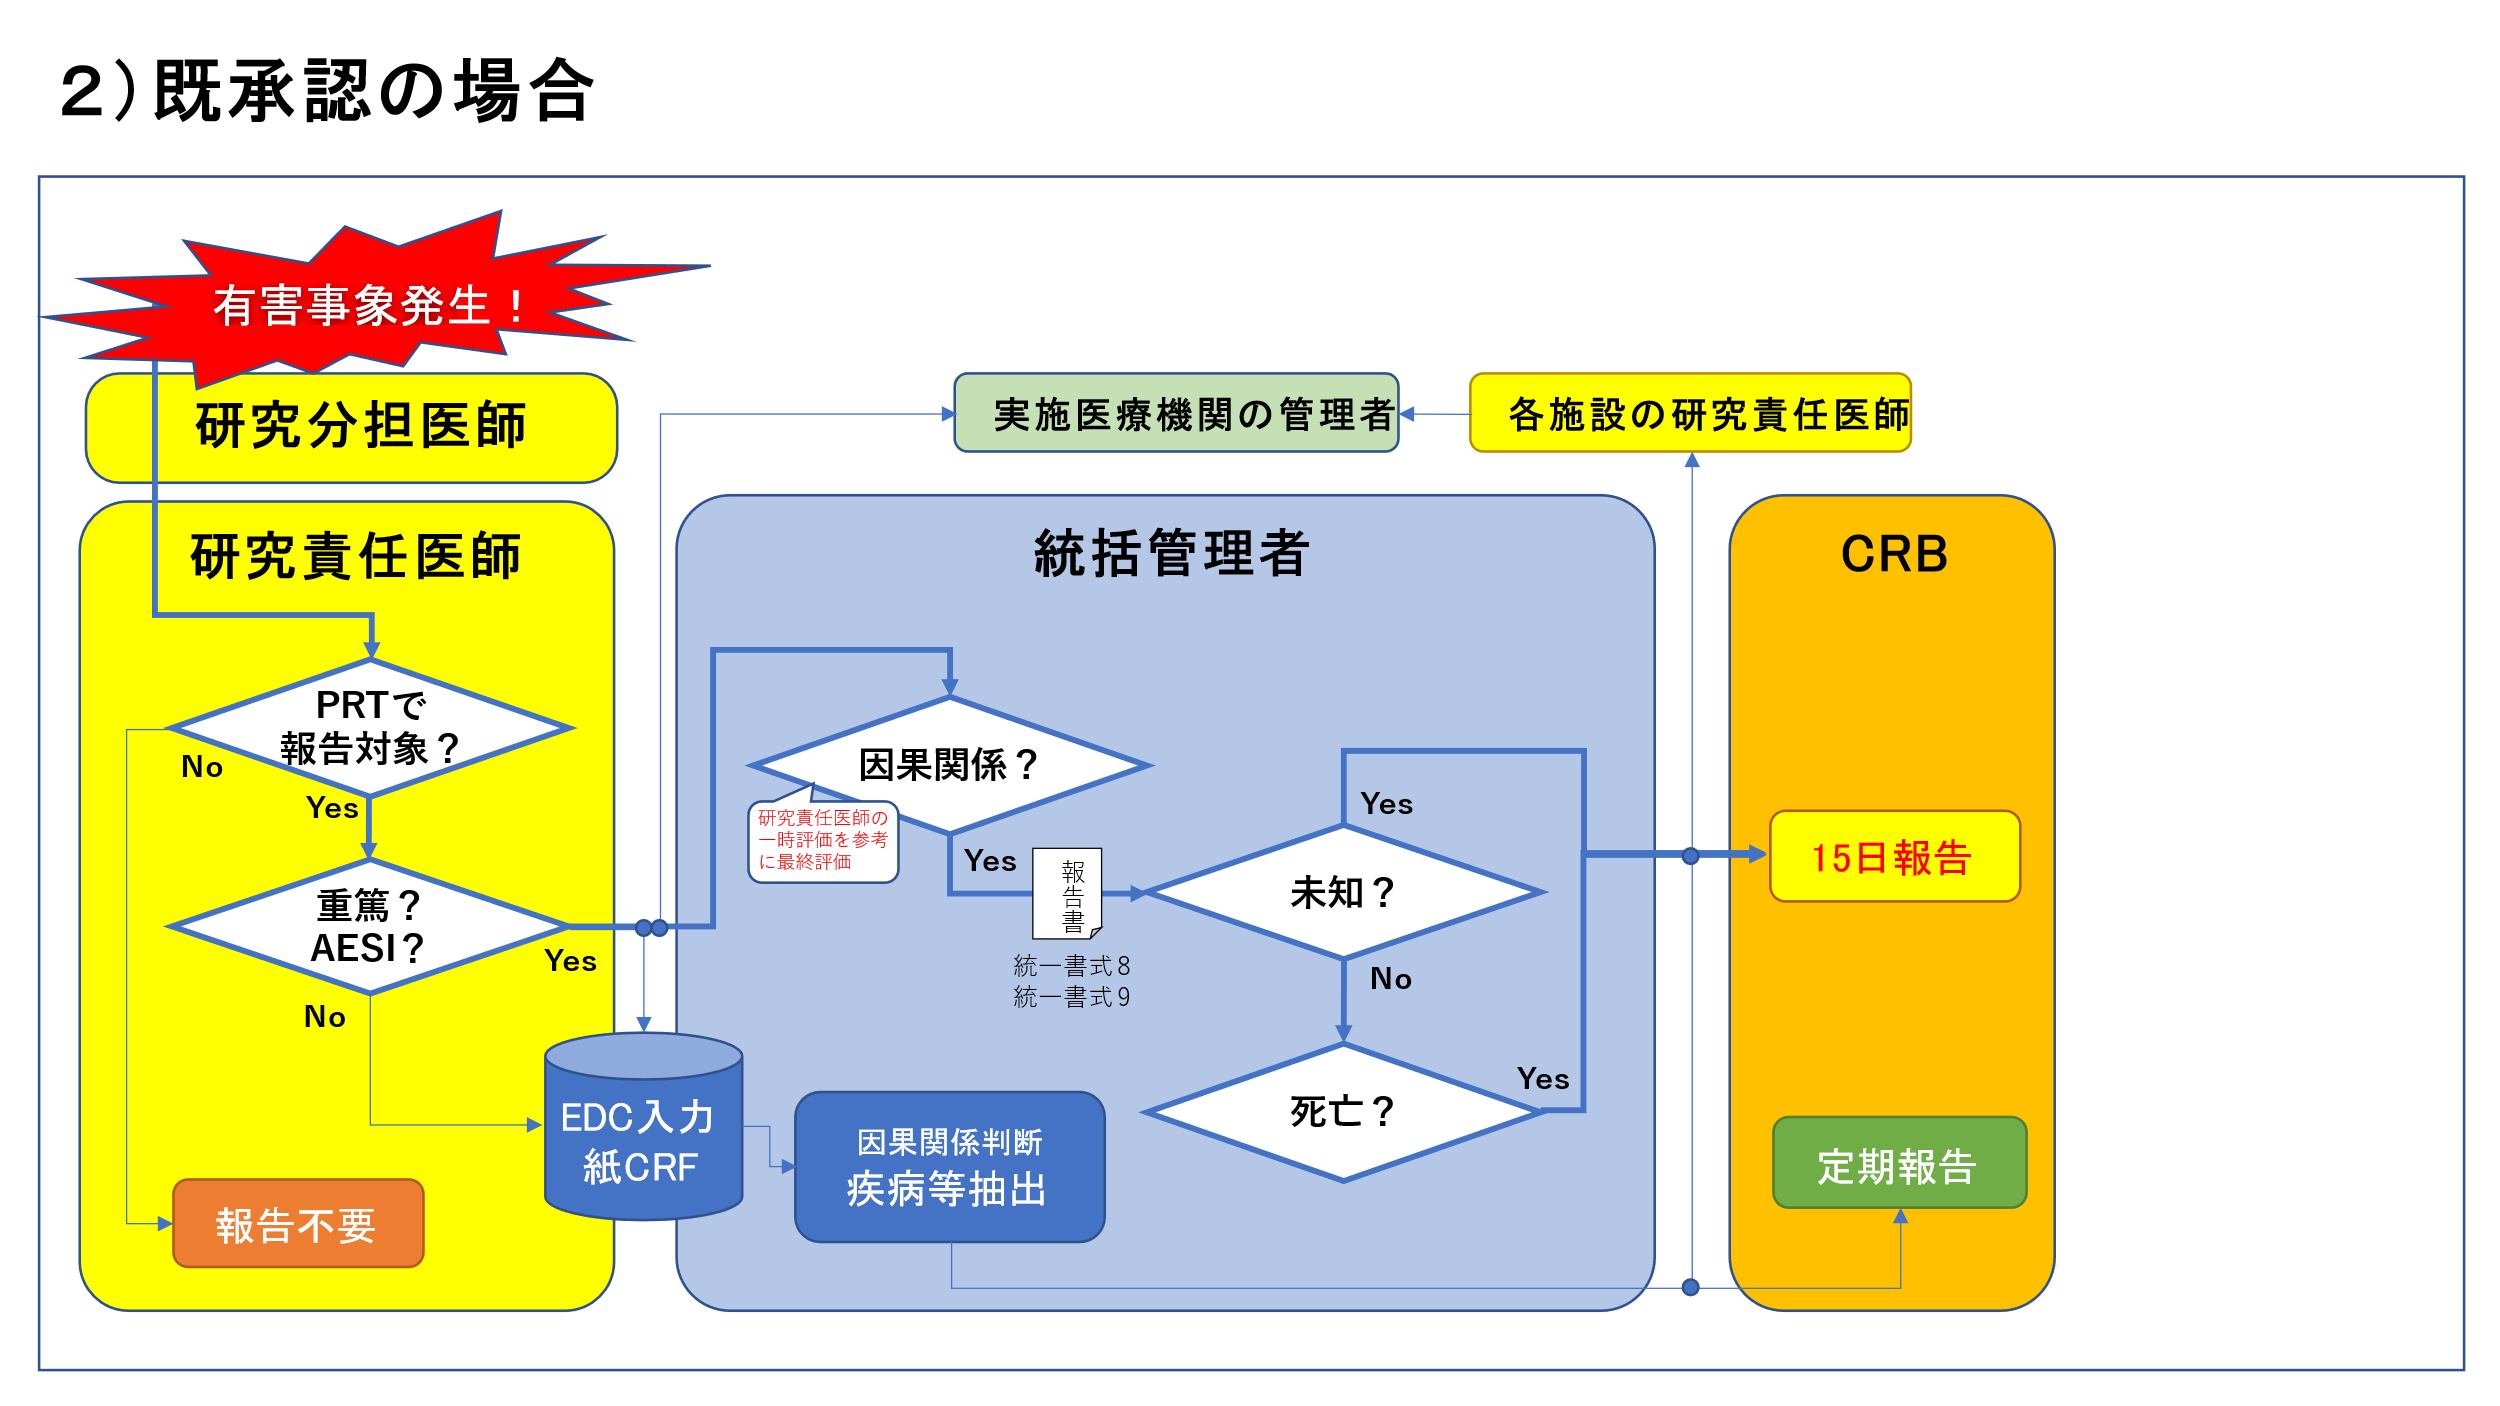 ２）既承認の場合
有害事象発生！
研究分担医師
実施医療機関の管理者
各施設の研究責任医師
研究責任医師
統括管理者
CRB
PRTで
報告対象？
No
Yes
重篤？
AESI？
Yes
No
報告不要
EDC入力
紙CRF
因果関係？
研究責任医師の
一時評価を参考
に最終評価
Yes
報告書
統一書式８
統一書式９
因果関係判断
疾病等抽出
Yes
未知？
No
死亡？
Yes
15日報告
定期報告